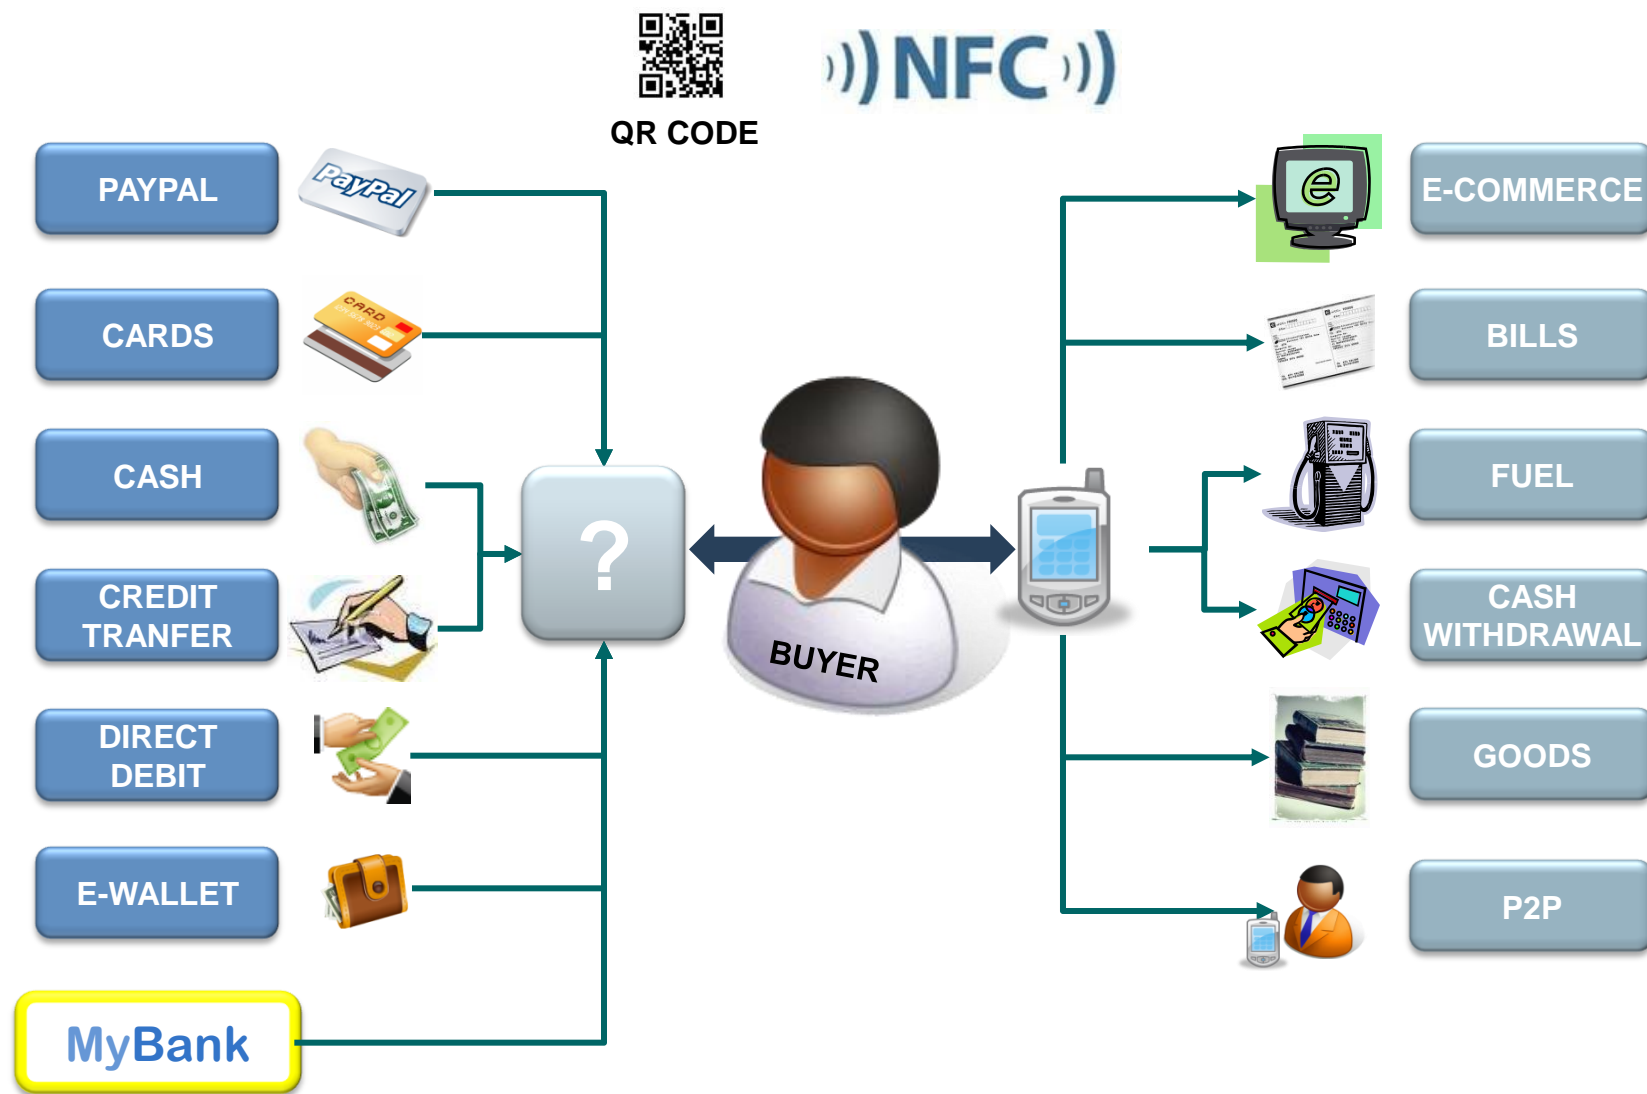 NFC
QR CODE
PAYPAL
PayPal
E-COMMERCE
e
CARDS
CARD
BILLS
CASH
FUEL
?
CREDIT
TRANFER
CASH
WITHDRAWAL
BUYER
DIRECT
DEBIT
GOODS
E-WALLET
P2P
MyBank